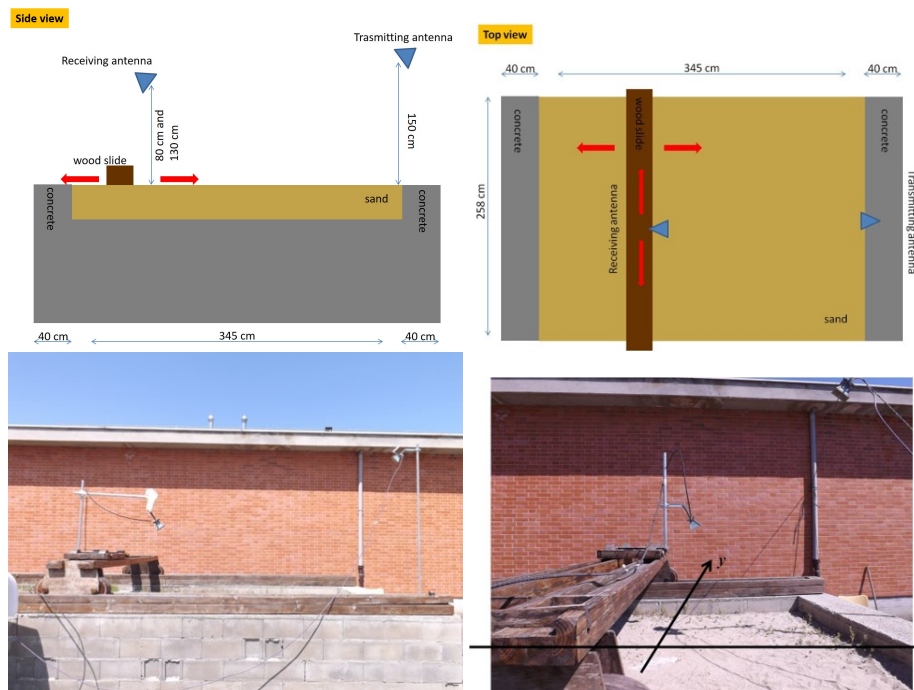 Side view
Trasmitting antenna
Receiving antenna
80 cm and
130 cm
150 cm
wood slide
sand
concrete
concrete
40 cm
345 cm
40 cm
Top view
40 cm
345 cm
40 cm
concrete
wood slide
concrete
258 cm
Receiving antenna
Transmitting antenna
sand
y